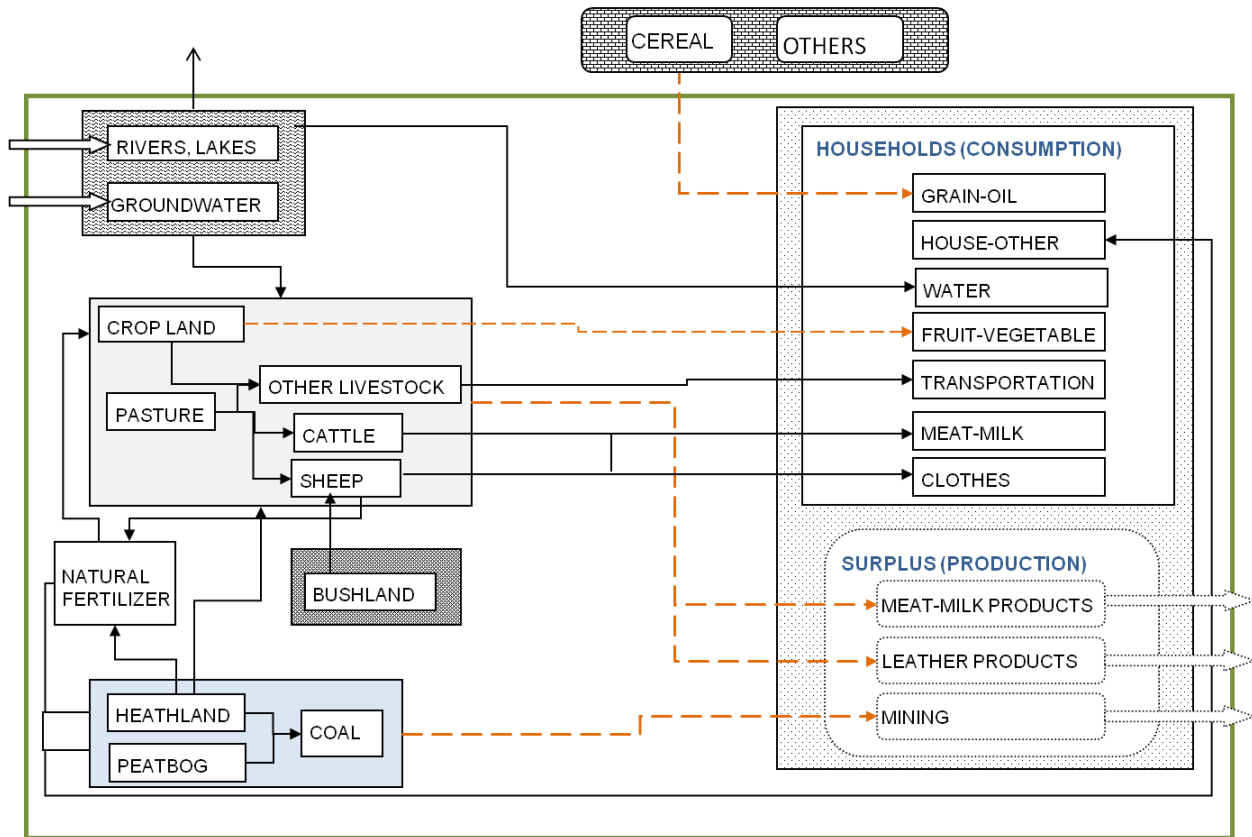 CEREAL
OTHERS
RIVERS, LAKES
GROUNDWATER
HOUSEHOLDS (CONSUMPTION)
GRAIN-OIL
HOUSE-OTHER
WATER
FRUIT-VEGETABLE
TRANSPORTATION
MEAT-MILK
CLOTHES
CROP LAND
OTHER LIVESTOCK
PASTURE
CATTLE
SHEEP
NATURAL
FERTILIZER
BUSHLAND
SURPLUS (PRODUCTION)
MEAT-MILK PRODUCTS
LEATHER PRODUCTS
MINING
HEATHLAND
COAL
PEATBOG